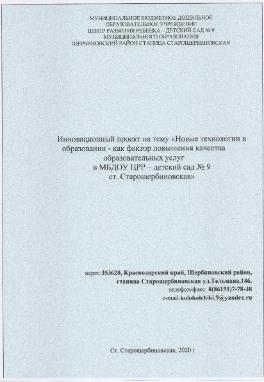 МУНИЦИПАЛЬНОЕ БЮДЖЕТНОЕ ДОШКОЛЬНОЕ
ОБРАЗОВАТЕЛЬНОЕ УЧРЕЖДЕНИЕ
ЦЕНТР РАЗВИТИЯ РЕБЕНКА – ДЕТСКИЙ САД № 9
МУНИЦИПАЛЬНОГО ОБРАЗОВАНИЯ
ЩЕРБИНОВСКИЙ РАЙОН СТАНИЦА СТАРОЩЕРБИНОВСКАЯ
Инновационный проект на тему «Новые технологии в
образовании - как фактор повышения качества
образовательных услуг
в МБДОУ ЦРР – детский сад № 9
ст. Старощербиновская»
адрес:353620, Краснодарский край, Щербиновский район,
станица Старощербиновская ул.Тельмана,146.
телефон/факс: 8(86151)7-78-38
e-mail:kolokolchiki.9@yandex.ru
Ст. Старощербиновская, 2020 г